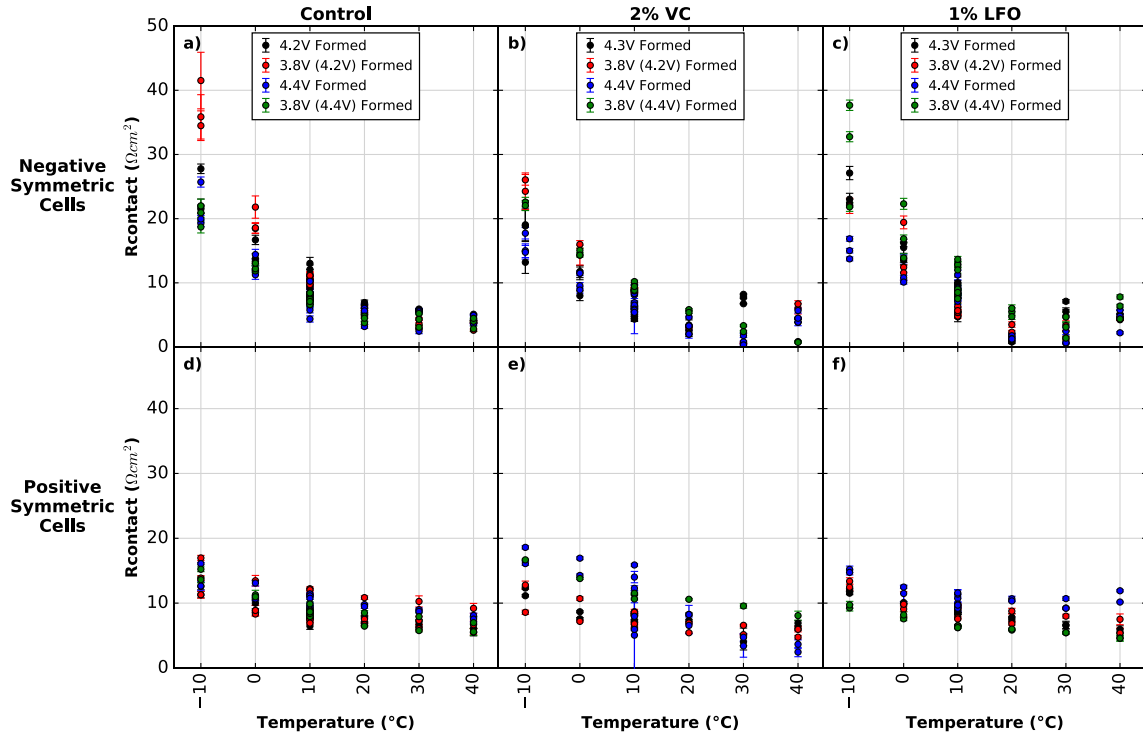 Control
2% VC
1% LFO
a)
4.2V Formed
3.8V (4.2V) Formed
4.4V Formed
3.8V (4.4V) Formed
b)
4.3V Formed
3.8V (4.2V) Formed
4.4V Formed
3.8V (4.4V) Formed
c)
4.3V Formed
3.8V (4.2V) Formed
4.4V Formed
3.8V (4.4V) Formed
Negative
Symmetric
Cells
Rcontact (Ωcm²)
50
40
30
20
10
0
d)
e)
f)
Positive
Symmetric
Cells
Rcontact (Ωcm²)
40
30
20
10
0
−10 0 10 20 30 40
−10 0 10 20 30 40
−10 0 10 20 30 40
Temperature (°C)
Temperature (°C)
Temperature (°C)